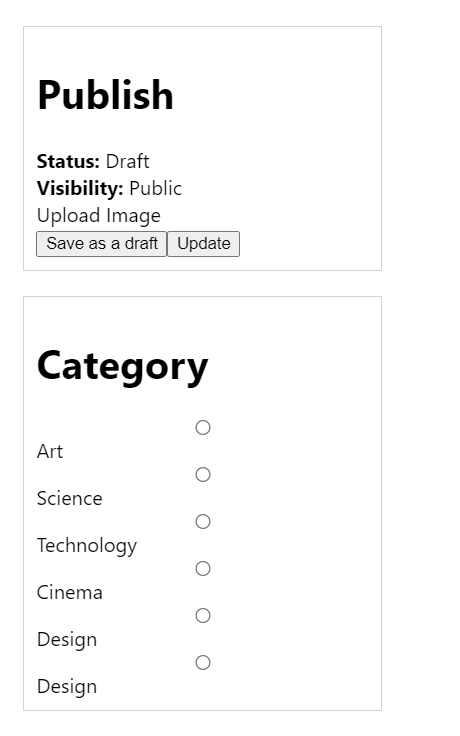 Publish
Status: Draft
Visibility: Public
Upload Image
Save as a draft Update
Category
Art
Science
Technology
Cinema
Design
Design